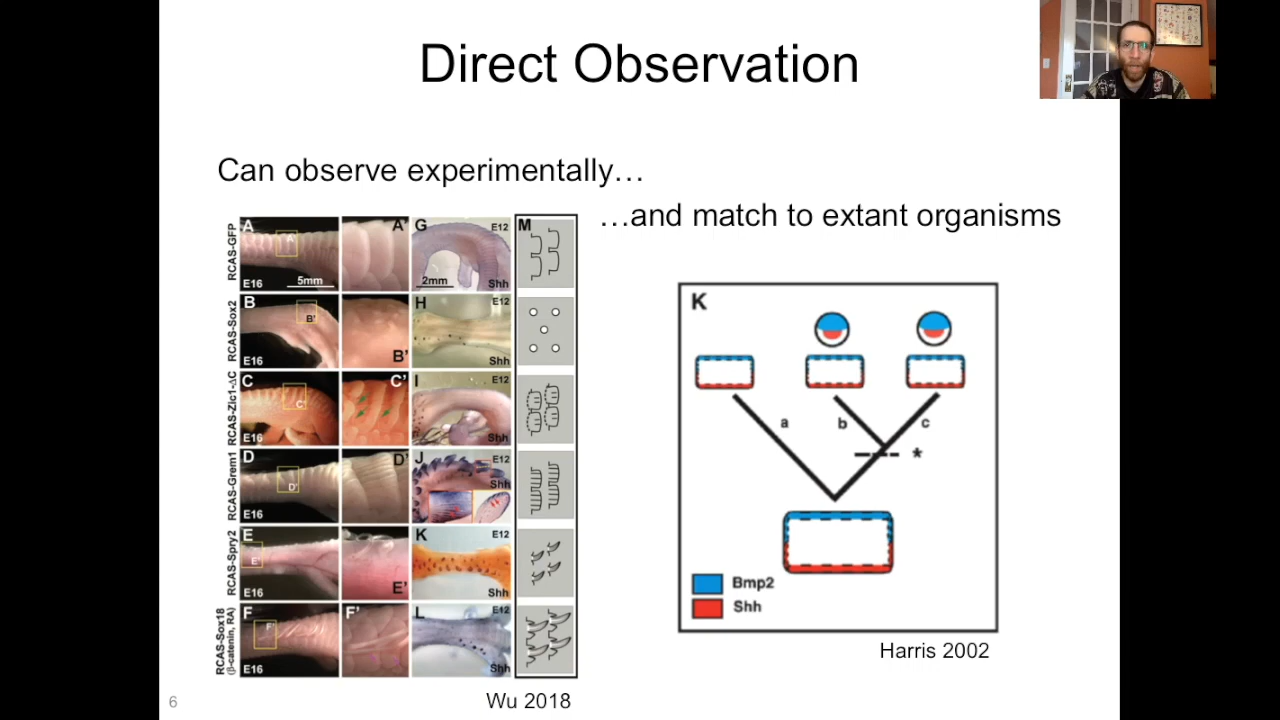 Direct Observation
Can observe experimentally…
…and match to extant organisms
RCAS-GFP
A
E16
5mm
A'
A'
G
E12
2mm
Shh
M
RCAS-Sox2
B
B'
E16
B'
H
E12
Shh
RCAS-Zic1-ΔC
C
C'
E16
C'
I
E12
Shh
RCAS-Grem1
D
D'
E16
D'
J
E12
Shh
RCAS-Spry2
E
E'
E16
E'
K
E12
Shh
RCAS-Sox18
(β-catenin, RA)
F
F'
E16
F'
L
E12
Shh
Wu 2018
K
a
b
c
*
Bmp2
Shh
Harris 2002
6